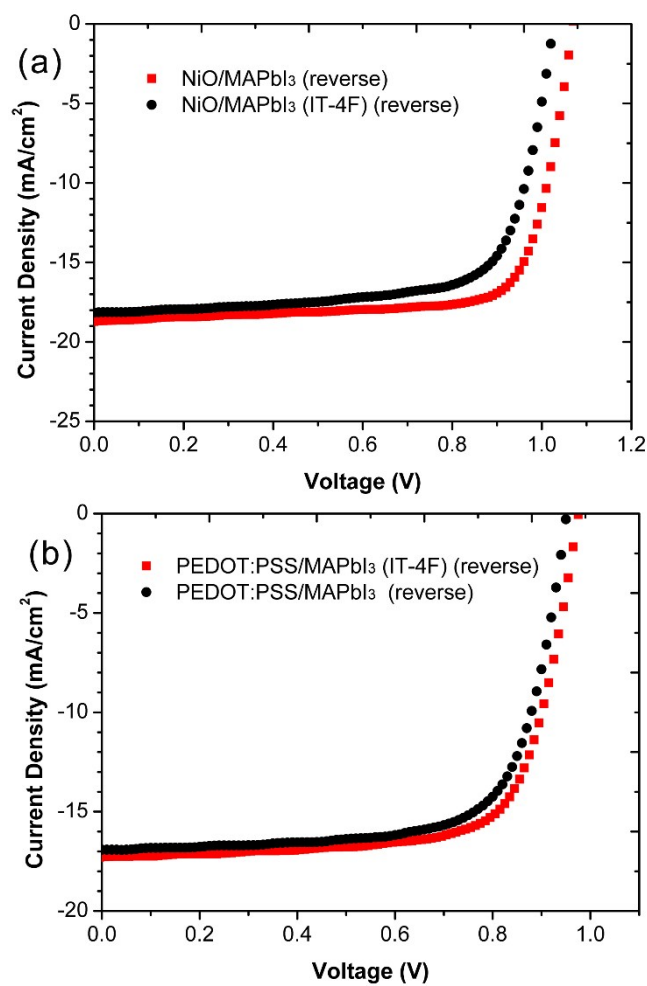 (a)
NiO/MAPbI₃ (reverse)
NiO/MAPbI₃ (IT-4F) (reverse)
Current Density (mA/cm²)
0
-5
-10
-15
-20
-25
0.0 0.2 0.4 0.6 0.8 1.0 1.2
Voltage (V)
(b)
PEDOT:PSS/MAPbI₃ (IT-4F) (reverse)
PEDOT:PSS/MAPbI₃ (reverse)
Current Density (mA/cm²)
0
-5
-10
-15
-20
0.0 0.2 0.4 0.6 0.8 1.0
Voltage (V)